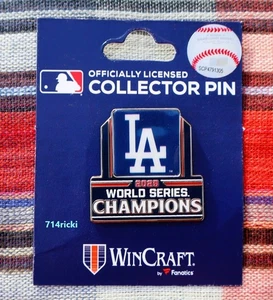 OFFICIALLY LICENSED
COLLECTOR PIN
LA
WORLD SERIES
CHAMPIONS
714ricki
WINCRAFT
by Fanatics